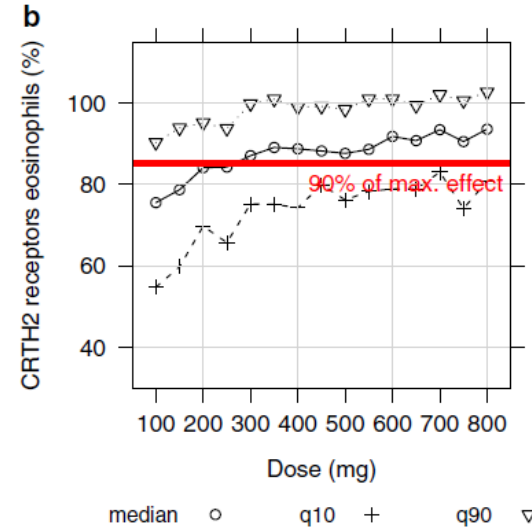 b
CRTH2 receptors eosinophils (%)
100
80
60
40
90% of max. effect
100 200 300 400 500 600 700 800
Dose (mg)
median q10 q90